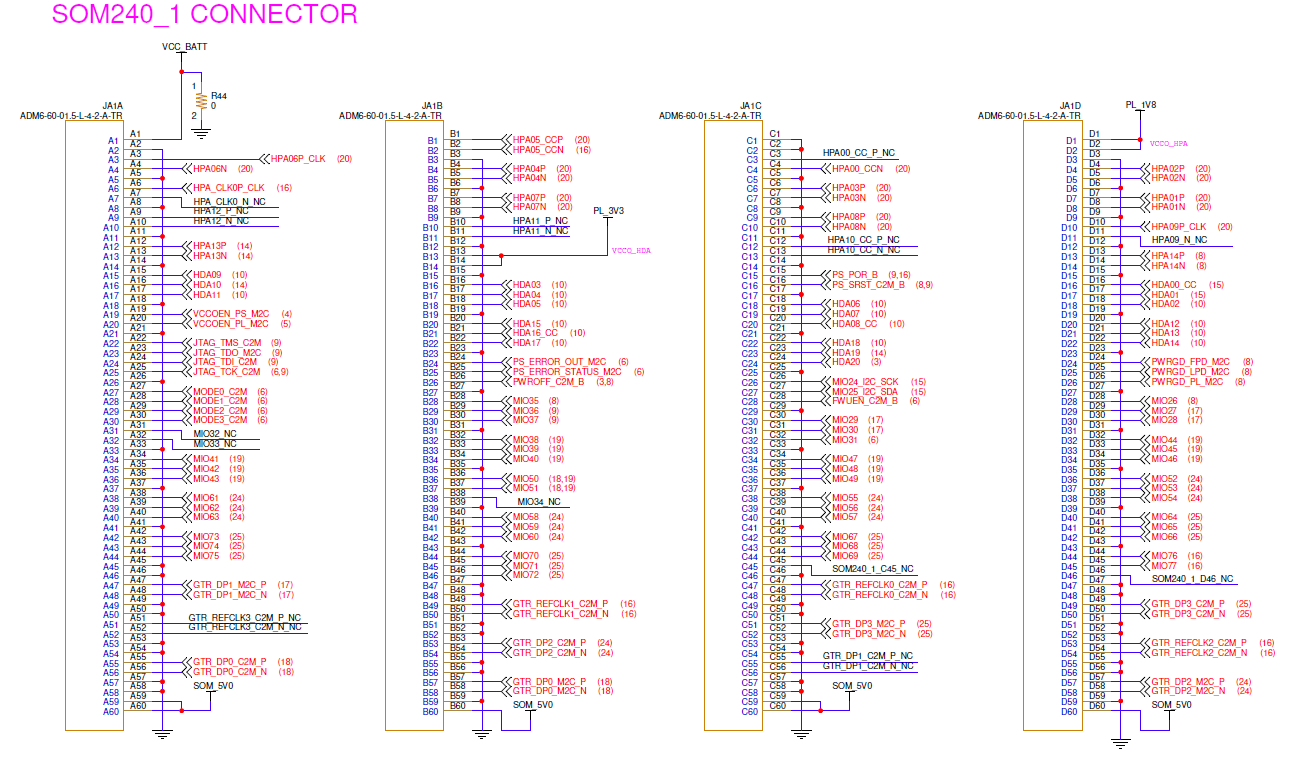 SOM240_1 CONNECTOR
VCC_BATT
1
R44
0
2
JA1A
ADM6-60-01.5-L-4-2-A-TR
A1 A1
A2 A2
A3 A3 HPA06P_CLK (20)
A4 A4 HPA06N (20)
A5 A5
A6 A6 HPA_CLK0P_CLK (16)
A7 A7 HPA_CLK0_N_NC
A8 A8
A9 A9 HPA12_P_NC
A10 A10 HPA12_N_NC
A11 A11
A12 A12 HPA13P (14)
A13 A13 HPA13N (14)
A14 A14
A15 A15 HDA09 (10)
A16 A16 HDA10 (14)
A17 A17 HDA11 (10)
A18 A18
A19 A19 VCCOEN_PS_M2C (4)
A20 A20 VCCOEN_PL_M2C (5)
A21 A21
A22 A22 JTAG_TMS_C2M (9)
A23 A23 JTAG_TDO_M2C (9)
A24 A24 JTAG_TDI_C2M (9)
A25 A25 JTAG_TCK_C2M (6,9)
A26 A26
A27 A27 MODE0_C2M (6)
A28 A28 MODE1_C2M (6)
A29 A29 MODE2_C2M (6)
A30 A30 MODE3_C2M (6)
A31 A31 MIO32_NC
A32 A32 MIO33_NC
A33 A33
A34 A34 MIO41 (19)
A35 A35 MIO42 (19)
A36 A36 MIO43 (19)
A37 A37
A38 A38 MIO61 (24)
A39 A39 MIO62 (24)
A40 A40 MIO63 (24)
A41 A41
A42 A42 MIO73 (25)
A43 A43 MIO74 (25)
A44 A44 MIO75 (25)
A45 A45
A46 A46
A47 A47 GTR_DP1_M2C_P (17)
A48 A48 GTR_DP1_M2C_N (17)
A49 A49
A50 A50
A51 A51 GTR_REFCLK3_C2M_P_NC
A52 A52 GTR_REFCLK3_C2M_N_NC
A53 A53
A54 A54
A55 A55 GTR_DP0_C2M_P (18)
A56 A56 GTR_DP0_C2M_N (18)
A57 A57
A58 A58 SOM_5V0
A59 A59
A60 A60
JA1B
ADM6-60-01.5-L-4-2-A-TR
B1 B1 HPA05_CCP (20)
B2 B2 HPA05_CCN (16)
B3 B3
B4 B4 HPA04P (20)
B5 B5 HPA04N (20)
B6 B6
B7 B7 HPA07P (20)
B8 B8 HPA07N (20)
PL_3V3
B9 B9
B10 B10 HPA11_P_NC
B11 B11 HPA11_N_NC
B12 B12
B13 B13 VCCO_HDA
B14 B14
B15 B15
B16 B16 HDA03 (10)
B17 B17 HDA04 (10)
B18 B18 HDA05 (10)
B19 B19
B20 B20 HDA15 (10)
B21 B21 HDA16_CC (10)
B22 B22 HDA17 (10)
B23 B23
B24 B24 PS_ERROR_OUT_M2C (6)
B25 B25 PS_ERROR_STATUS_M2C (6)
B26 B26 PWROFF_C2M_B (3,8)
B27 B27
B28 B28 MIO35 (8)
B29 B29 MIO36 (9)
B30 B30 MIO37 (9)
B31 B31
B32 B32 MIO38 (19)
B33 B33 MIO39 (19)
B34 B34 MIO40 (19)
B35 B35
B36 B36 MIO50 (18,19)
B37 B37 MIO51 (18,19)
B38 B38 MIO34_NC
B39 B39
B40 B40 MIO58 (24)
B41 B41 MIO59 (24)
B42 B42 MIO60 (24)
B43 B43
B44 B44 MIO70 (25)
B45 B45 MIO71 (25)
B46 B46 MIO72 (25)
B47 B47
B48 B48
B49 B49 GTR_REFCLK1_C2M_P (16)
B50 B50 GTR_REFCLK1_C2M_N (16)
B51 B51
B52 B52
B53 B53 GTR_DP2_C2M_P (24)
B54 B54 GTR_DP2_C2M_N (24)
B55 B55
B56 B56
B57 B57 GTR_DP0_M2C_P (18)
B58 B58 GTR_DP0_M2C_N (18)
B59 B59
B60 B60 SOM_5V0
JA1C
ADM6-60-01.5-L-4-2-A-TR
C1 C1
C2 C2
C3 C3 HPA00_CC_P_NC
C4 C4 HPA00_CCN (20)
C5 C5
C6 C6 HPA03P (20)
C7 C7 HPA03N (20)
C8 C8
C9 C9 HPA08P (20)
C10 C10 HPA08N (20)
C11 C11
C12 C12 HPA10_CC_P_NC
C13 C13 HPA10_CC_N_NC
C14 C14
C15 C15 PS_POR_B (9,16)
C16 C16 PS_SRST_C2M_B (8,9)
C17 C17
C18 C18 HDA06 (10)
C19 C19 HDA07 (10)
C20 C20 HDA08_CC (10)
C21 C21
C22 C22 HDA18 (10)
C23 C23 HDA19 (14)
C24 C24 HDA20 (3)
C25 C25
C26 C26 MIO24_I2C_SCK (15)
C27 C27 MIO25_I2C_SDA (15)
C28 C28 FWUEN_C2M_B (6)
C29 C29
C30 C30 MIO29 (17)
C31 C31 MIO30 (17)
C32 C32 MIO31 (6)
C33 C33
C34 C34 MIO47 (19)
C35 C35 MIO48 (19)
C36 C36 MIO49 (19)
C37 C37
C38 C38 MIO55 (24)
C39 C39 MIO56 (24)
C40 C40 MIO57 (24)
C41 C41
C42 C42 MIO67 (25)
C43 C43 MIO68 (25)
C44 C44 MIO69 (25)
C45 C45 SOM240_1_C45_NC
C46 C46
C47 C47 GTR_REFCLK0_C2M_P (16)
C48 C48 GTR_REFCLK0_C2M_N (16)
C49 C49
C50 C50
C51 C51 GTR_DP3_M2C_P (25)
C52 C52 GTR_DP3_M2C_N (25)
C53 C53
C54 C54
C55 C55 GTR_DP1_C2M_P_NC
C56 C56 GTR_DP1_C2M_N_NC
C57 C57
C58 C58 SOM_5V0
C59 C59
C60 C60
JA1D
ADM6-60-01.5-L-4-2-A-TR
PL_1V8
D1 D1 VCCO_HPA
D2 D2
D3 D3
D4 D4 HPA02P (20)
D5 D5 HPA02N (20)
D6 D6
D7 D7 HPA01P (20)
D8 D8 HPA01N (20)
D9 D9
D10 D10 HPA09P_CLK (20)
D11 D11 HPA09_N_NC
D12 D12
D13 D13 HPA14P (8)
D14 D14 HPA14N (8)
D15 D15
D16 D16 HDA00_CC (15)
D17 D17 HDA01 (15)
D18 D18 HDA02 (10)
D19 D19
D20 D20 HDA12 (10)
D21 D21 HDA13 (10)
D22 D22 HDA14 (10)
D23 D23
D24 D24 PWRGD_FPD_M2C (8)
D25 D25 PWRGD_LPD_M2C (8)
D26 D26 PWRGD_PL_M2C (8)
D27 D27
D28 D28 MIO26 (8)
D29 D29 MIO27 (17)
D30 D30 MIO28 (17)
D31 D31
D32 D32 MIO44 (19)
D33 D33 MIO45 (19)
D34 D34 MIO46 (19)
D35 D35
D36 D36 MIO52 (24)
D37 D37 MIO53 (24)
D38 D38 MIO54 (24)
D39 D39
D40 D40 MIO64 (25)
D41 D41 MIO65 (25)
D42 D42 MIO66 (25)
D43 D43
D44 D44 MIO76 (16)
D45 D45 MIO77 (16)
D46 D46 SOM240_1_D46_NC
D47 D47
D48 D48
D49 D49 GTR_DP3_C2M_P (25)
D50 D50 GTR_DP3_C2M_N (25)
D51 D51
D52 D52
D53 D53 GTR_REFCLK2_C2M_P (16)
D54 D54 GTR_REFCLK2_C2M_N (16)
D55 D55
D56 D56
D57 D57 GTR_DP2_M2C_P (24)
D58 D58 GTR_DP2_M2C_N (24)
D59 D59
D60 D60 SOM_5V0